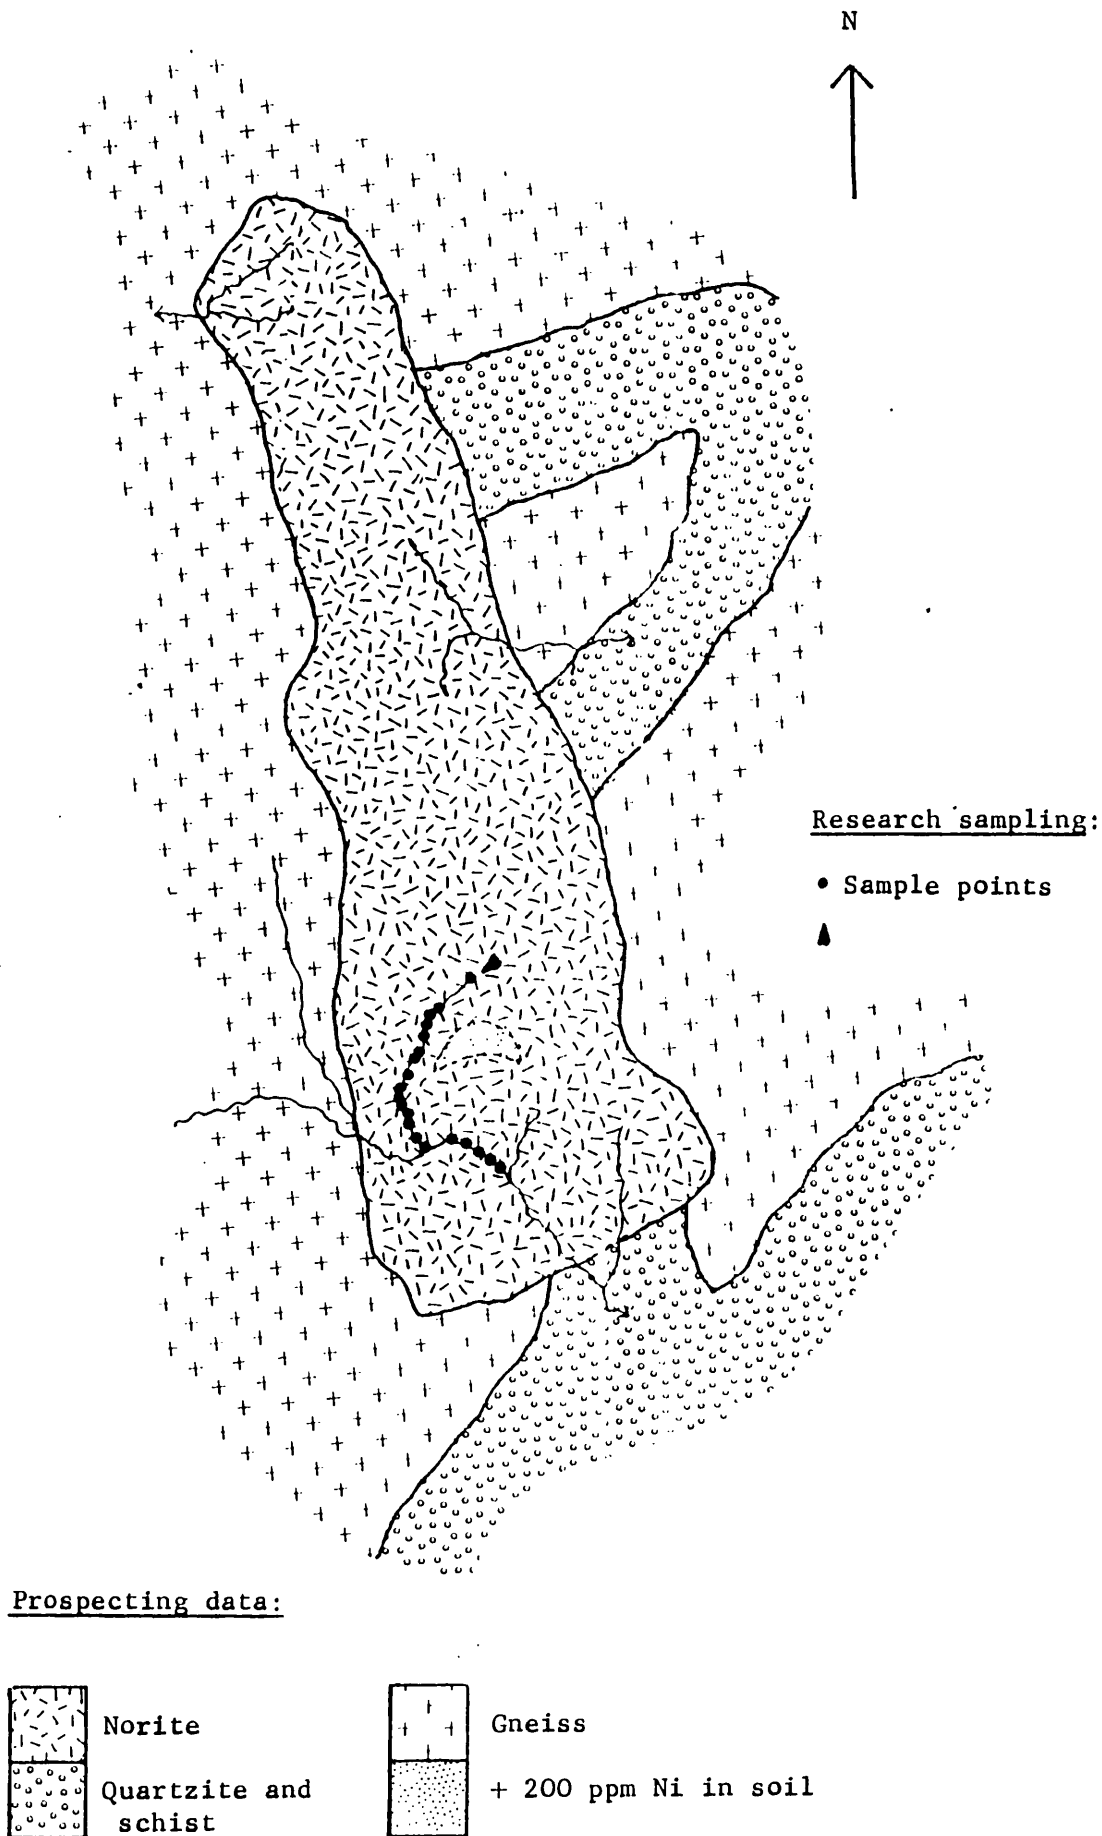 N
Research sampling:
Sample points
Prospecting data:
Norite
Gneiss
Quartzite and
schist
+ 200 ppm Ni in soil